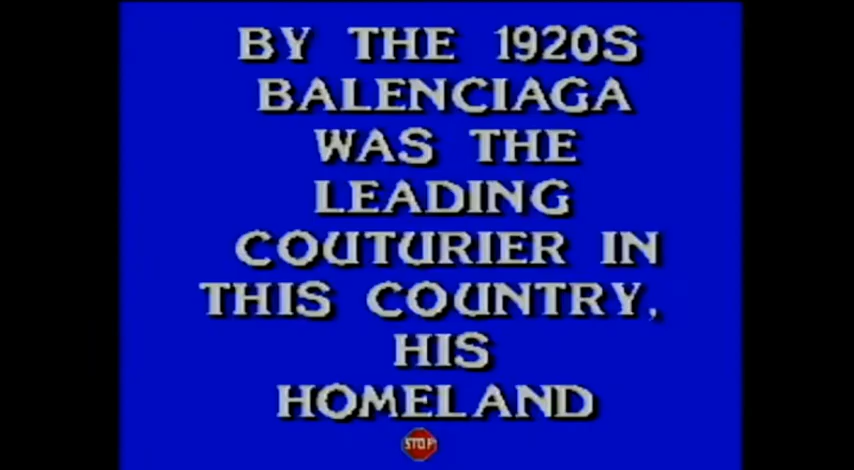 BY THE 1920S
BALENCIAGA
WAS THE
LEADING
COUTURIER IN
THIS COUNTRY,
HIS
HOMELAND
STOP